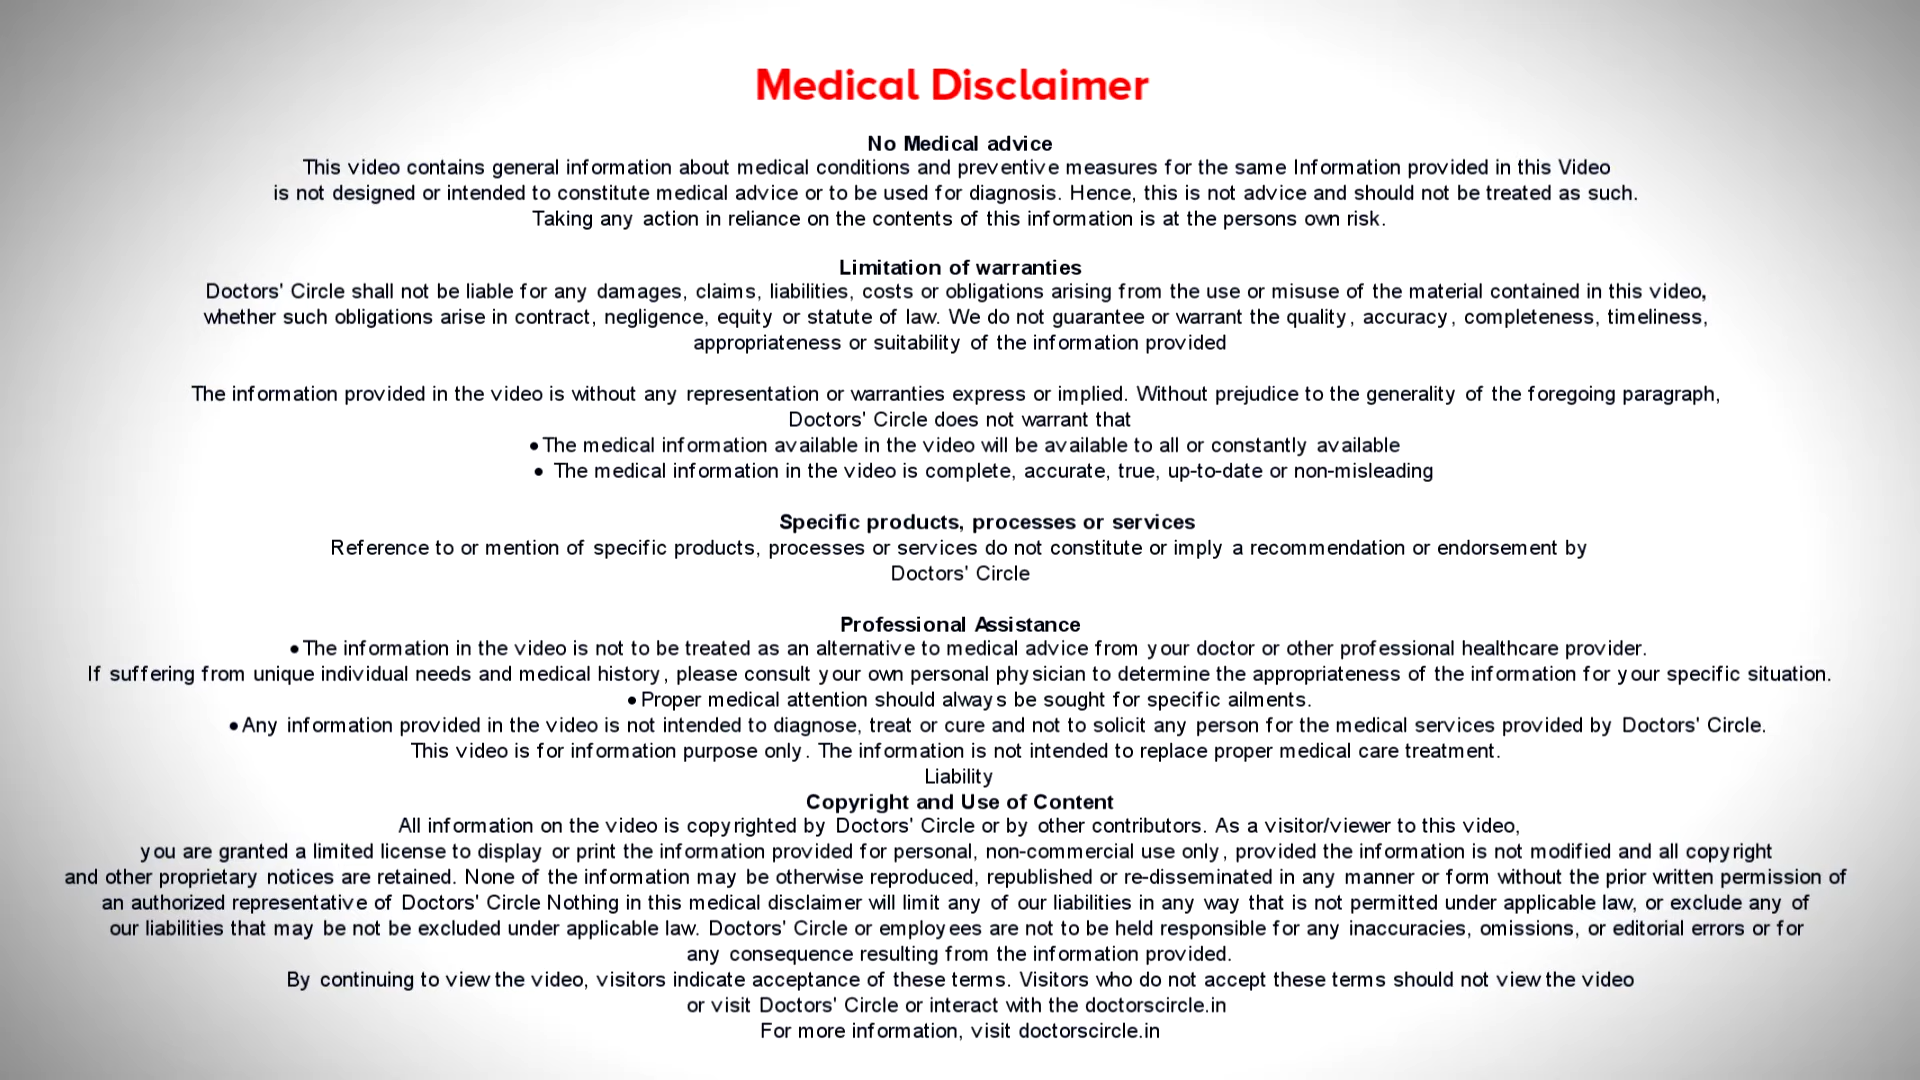 Medical Disclaimer
No Medical advice
This video contains general information about medical conditions and preventive measures for the same Information provided in this Video
is not designed or intended to constitute medical advice or to be used for diagnosis. Hence, this is not advice and should not be treated as such.
Taking any action in reliance on the contents of this information is at the persons own risk.
Limitation of warranties
Doctors' Circle shall not be liable for any damages, claims, liabilities, costs or obligations arising from the use or misuse of the material contained in this video,
whether such obligations arise in contract, negligence, equity or statute of law. We do not guarantee or warrant the quality, accuracy, completeness, timeliness,
appropriateness or suitability of the information provided
The information provided in the video is without any representation or warranties express or implied. Without prejudice to the generality of the foregoing paragraph,
Doctors' Circle does not warrant that
• The medical information available in the video will be available to all or constantly available
• The medical information in the video is complete, accurate, true, up-to-date or non-misleading
Specific products, processes or services
Reference to or mention of specific products, processes or services do not constitute or imply a recommendation or endorsement by
Doctors' Circle
Professional Assistance
• The information in the video is not to be treated as an alternative to medical advice from your doctor or other professional healthcare provider.
If suffering from unique individual needs and medical history, please consult your own personal physician to determine the appropriateness of the information for your specific situation.
• Proper medical attention should always be sought for specific ailments.
• Any information provided in the video is not intended to diagnose, treat or cure and not to solicit any person for the medical services provided by Doctors' Circle.
This video is for information purpose only. The information is not intended to replace proper medical care treatment.
Liability
Copyright and Use of Content
All information on the video is copyrighted by Doctors' Circle or by other contributors. As a visitor/viewer to this video,
you are granted a limited license to display or print the information provided for personal, non-commercial use only, provided the information is not modified and all copyright
and other proprietary notices are retained. None of the information may be otherwise reproduced, republished or re-disseminated in any manner or form without the prior written permission of
an authorized representative of Doctors' Circle Nothing in this medical disclaimer will limit any of our liabilities in any way that is not permitted under applicable law, or exclude any of
our liabilities that may be not be excluded under applicable law. Doctors' Circle or employees are not to be held responsible for any inaccuracies, omissions, or editorial errors or for
any consequence resulting from the information provided.
By continuing to view the video, visitors indicate acceptance of these terms. Visitors who do not accept these terms should not view the video
or visit Doctors' Circle or interact with the doctorscircle.in
For more information, visit doctorscircle.in